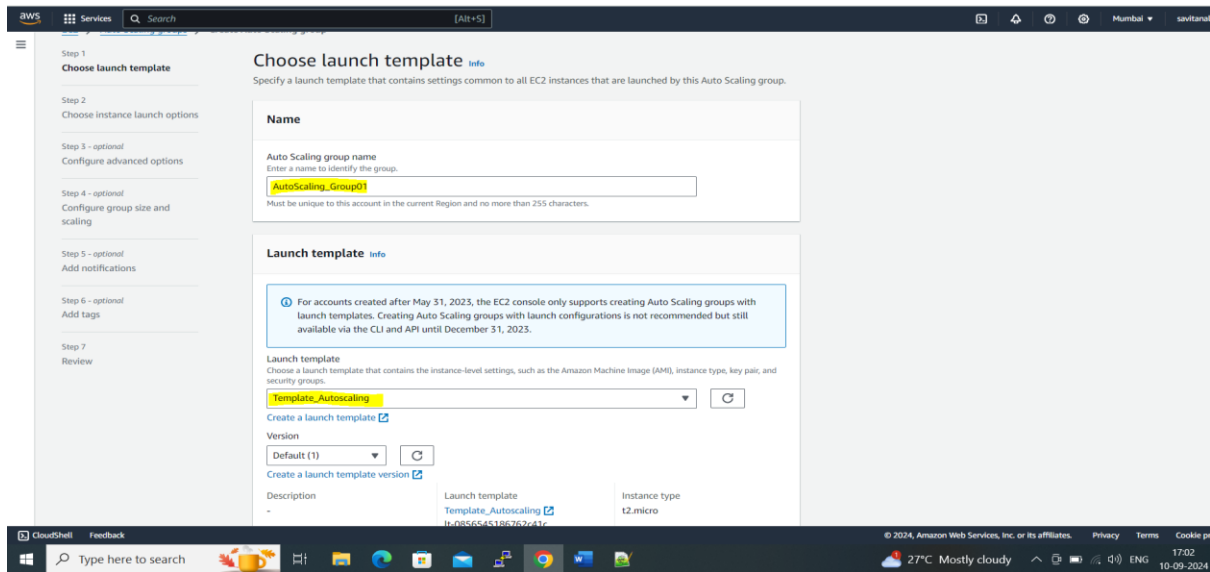 aws
Services
Search
[Alt+S]
Mumbai
Step 1
Choose launch template
Step 2
Choose instance launch options
Step 3 - optional
Configure advanced options
Step 4 - optional
Configure group size and
scaling
Step 5 - optional
Add notifications
Step 6 - optional
Add tags
Step 7
Review
Choose launch template Info
Specify a launch template that contains settings common to all EC2 instances that are launched by this Auto Scaling group.
Name
Auto Scaling group name
Enter a name to identify the group.
AutoScaling_Group01
Must be unique to this account in the current Region and no more than 255 characters.
Launch template Info
For accounts created after May 31, 2023, the EC2 console only supports creating Auto Scaling groups with
launch templates. Creating Auto Scaling groups with launch configurations is not recommended but still
available via the CLI and API until December 31, 2023.
Launch template
Choose a launch template that contains the instance-level settings, such as the Amazon Machine Image (AMI), instance type, key pair, and
security groups.
Template_Autoscaling
Create a launch template
Version
Default (1)
Create a launch template version
Description
-
Launch template
Template_Autoscaling
lt-0856545186762c41c
Instance type
t2.micro
CloudShell Feedback
© 2024, Amazon Web Services, Inc. or its affiliates. Privacy Terms Cookie
Type here to search
27°C Mostly cloudy
ENG
17:02
10-09-2024